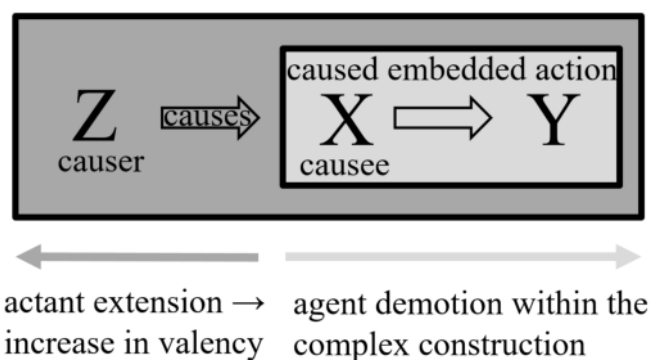 caused embedded action
Z causes X Y
causer causee
actant extension → agent demotion within the
increase in valency complex construction